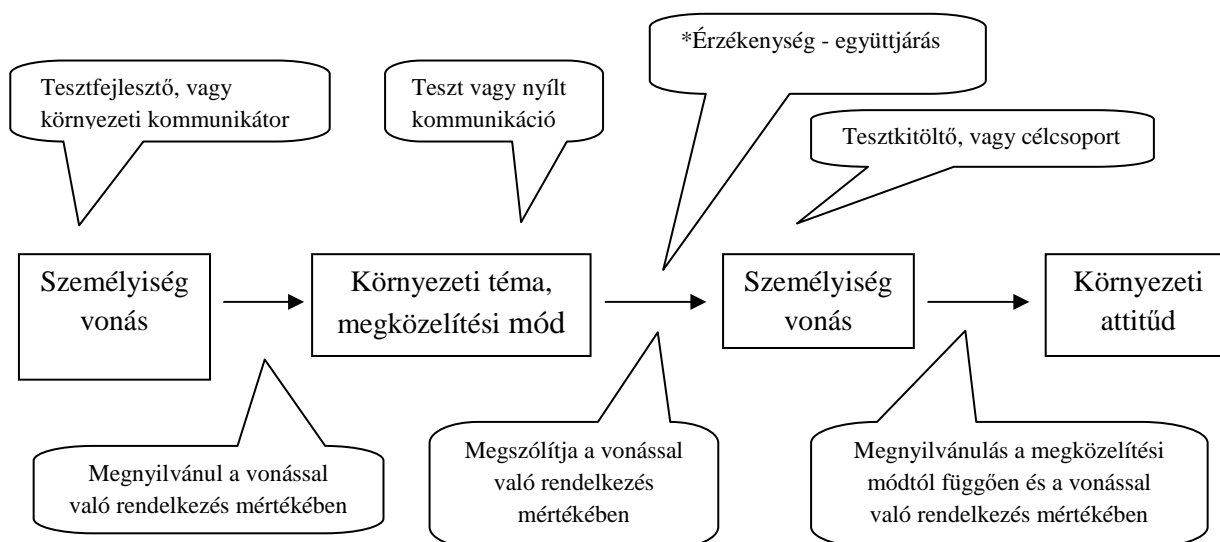 *Érzékenység - együttjárás
Tesztfejlesztő, vagy
környezeti kommunikátor
Teszt vagy nyílt
kommunikáció
Tesztkitöltő, vagy célcsoport
Személyiség
vonás
Környezeti téma,
megközelítési mód
Személyiség
vonás
Környezeti
attitűd
Megnyilvánul a vonással
való rendelkezés mértékében
Megszólítja a vonással
való rendelkezés
mértékében
Megnyilvánulás a megközelítési
módtól függően és a vonással
való rendelkezés mértékében